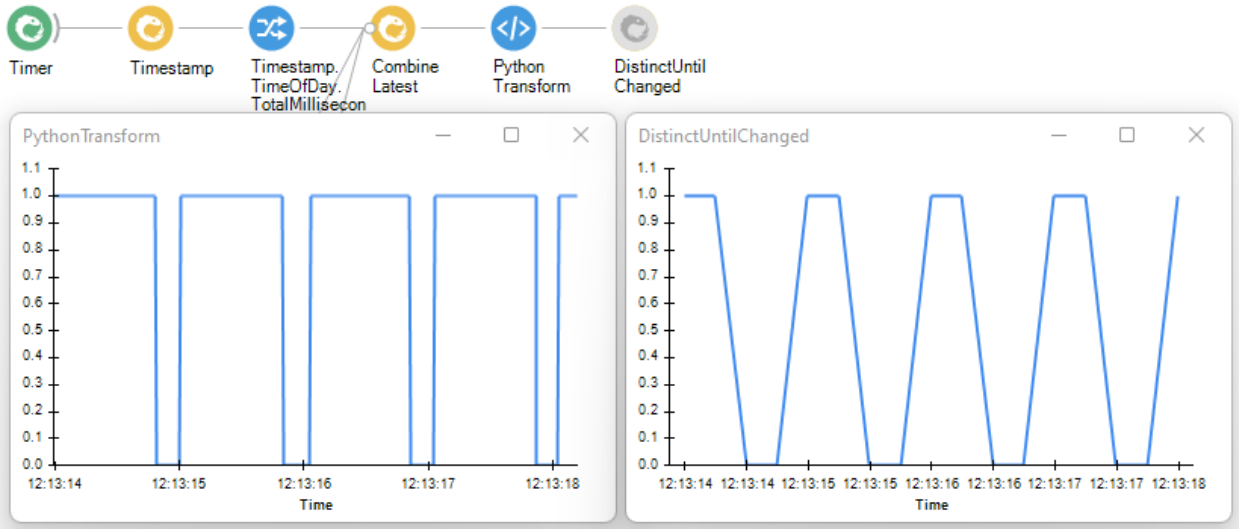 Timer
Timestamp
Timestamp.
TimeOfDay.
TotalMillisecon
Combine
Latest
</>
Python
Transform
DistinctUntil
Changed
PythonTransform
1.1
1.0
0.9
0.8
0.7
0.6
0.5
0.4
0.3
0.2
0.1
0.0
12:13:14 12:13:15 12:13:16 12:13:17 12:13:18
Time
DistinctUntilChanged
1.1
1.0
0.9
0.8
0.7
0.6
0.5
0.4
0.3
0.2
0.1
0.0
12:13:14 12:13:14 12:13:15 12:13:15 12:13:16 12:13:16 12:13:17 12:13:17 12:13:18
Time